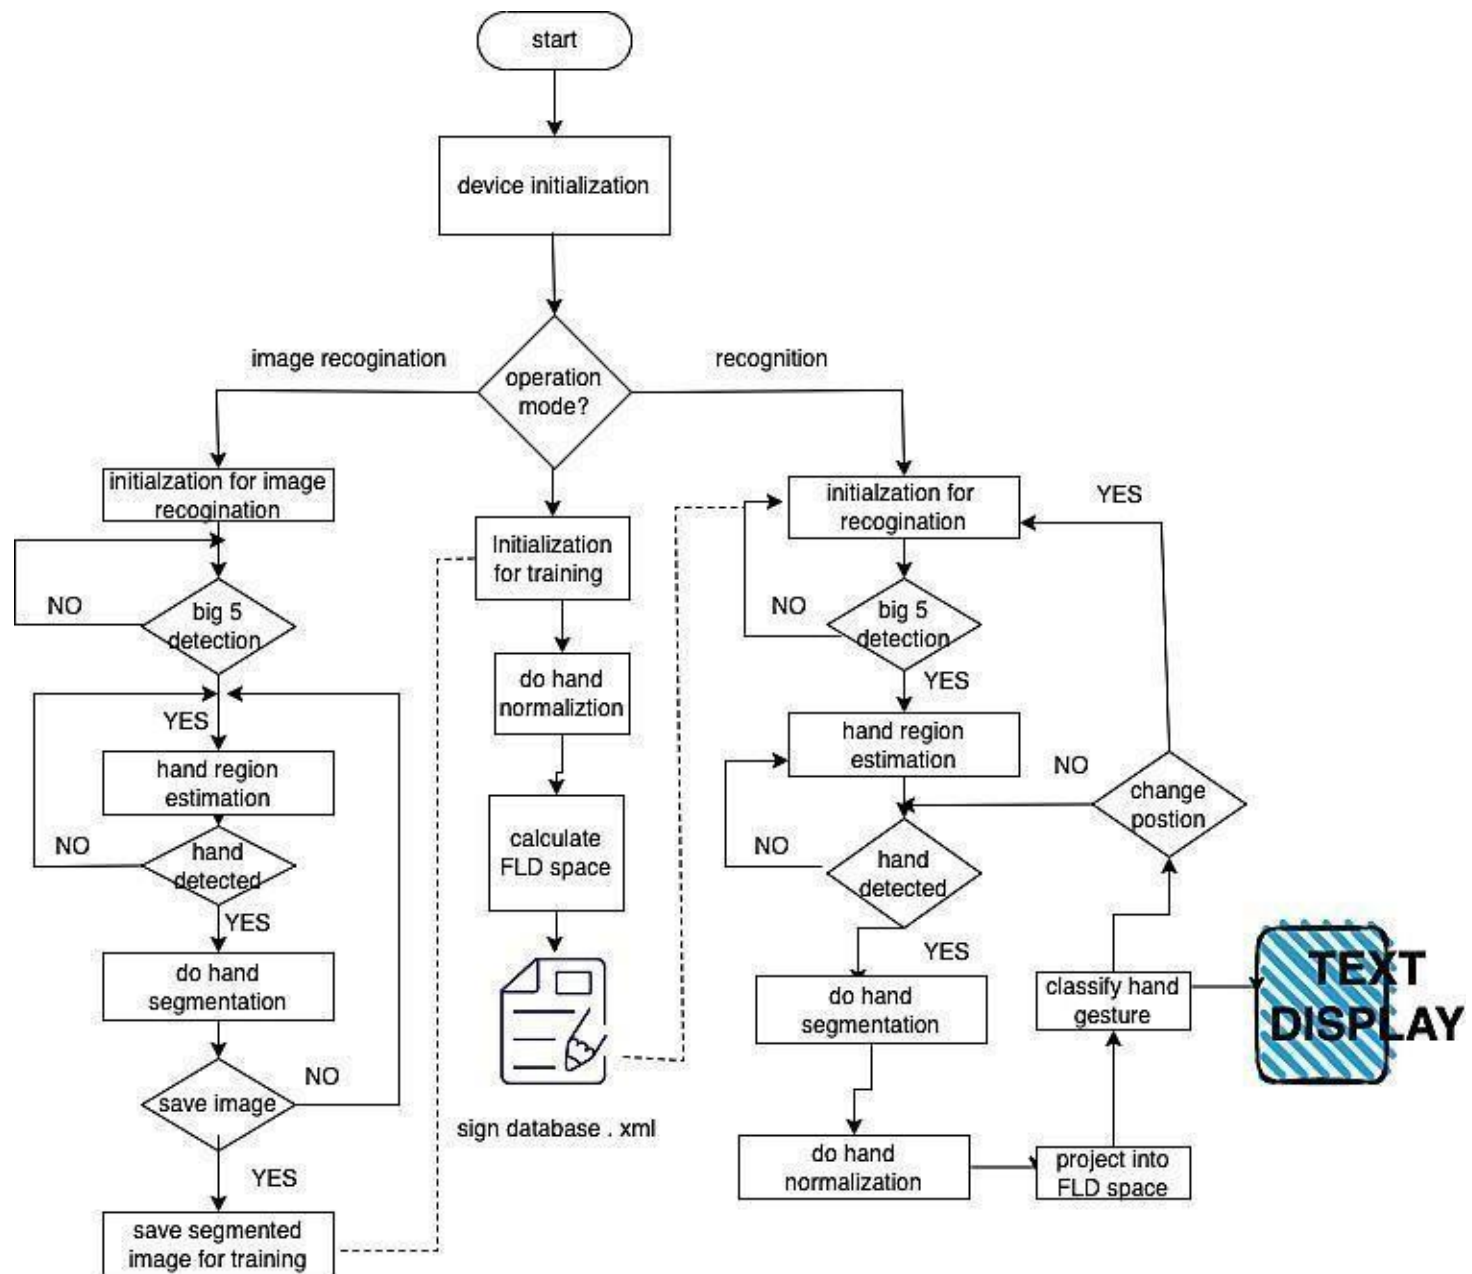 start
device initialization
image recogination
recognition
operation
mode?
initialzation for image
recogination
NO
big 5
detection
YES
hand region
estimation
NO
hand
detected
YES
do hand
segmentation
NO
save image
YES
save segmented
image for training
Initialization
for training
do hand
normaliztion
calculate
FLD space
sign database . xml
initialzation for
recogination
YES
NO
big 5
detection
YES
hand region
estimation
NO
change
postion
NO
hand
detected
YES
do hand
segmentation
do hand
normalization
project into
FLD space
classify hand
gesture
TEXT
DISPLAY